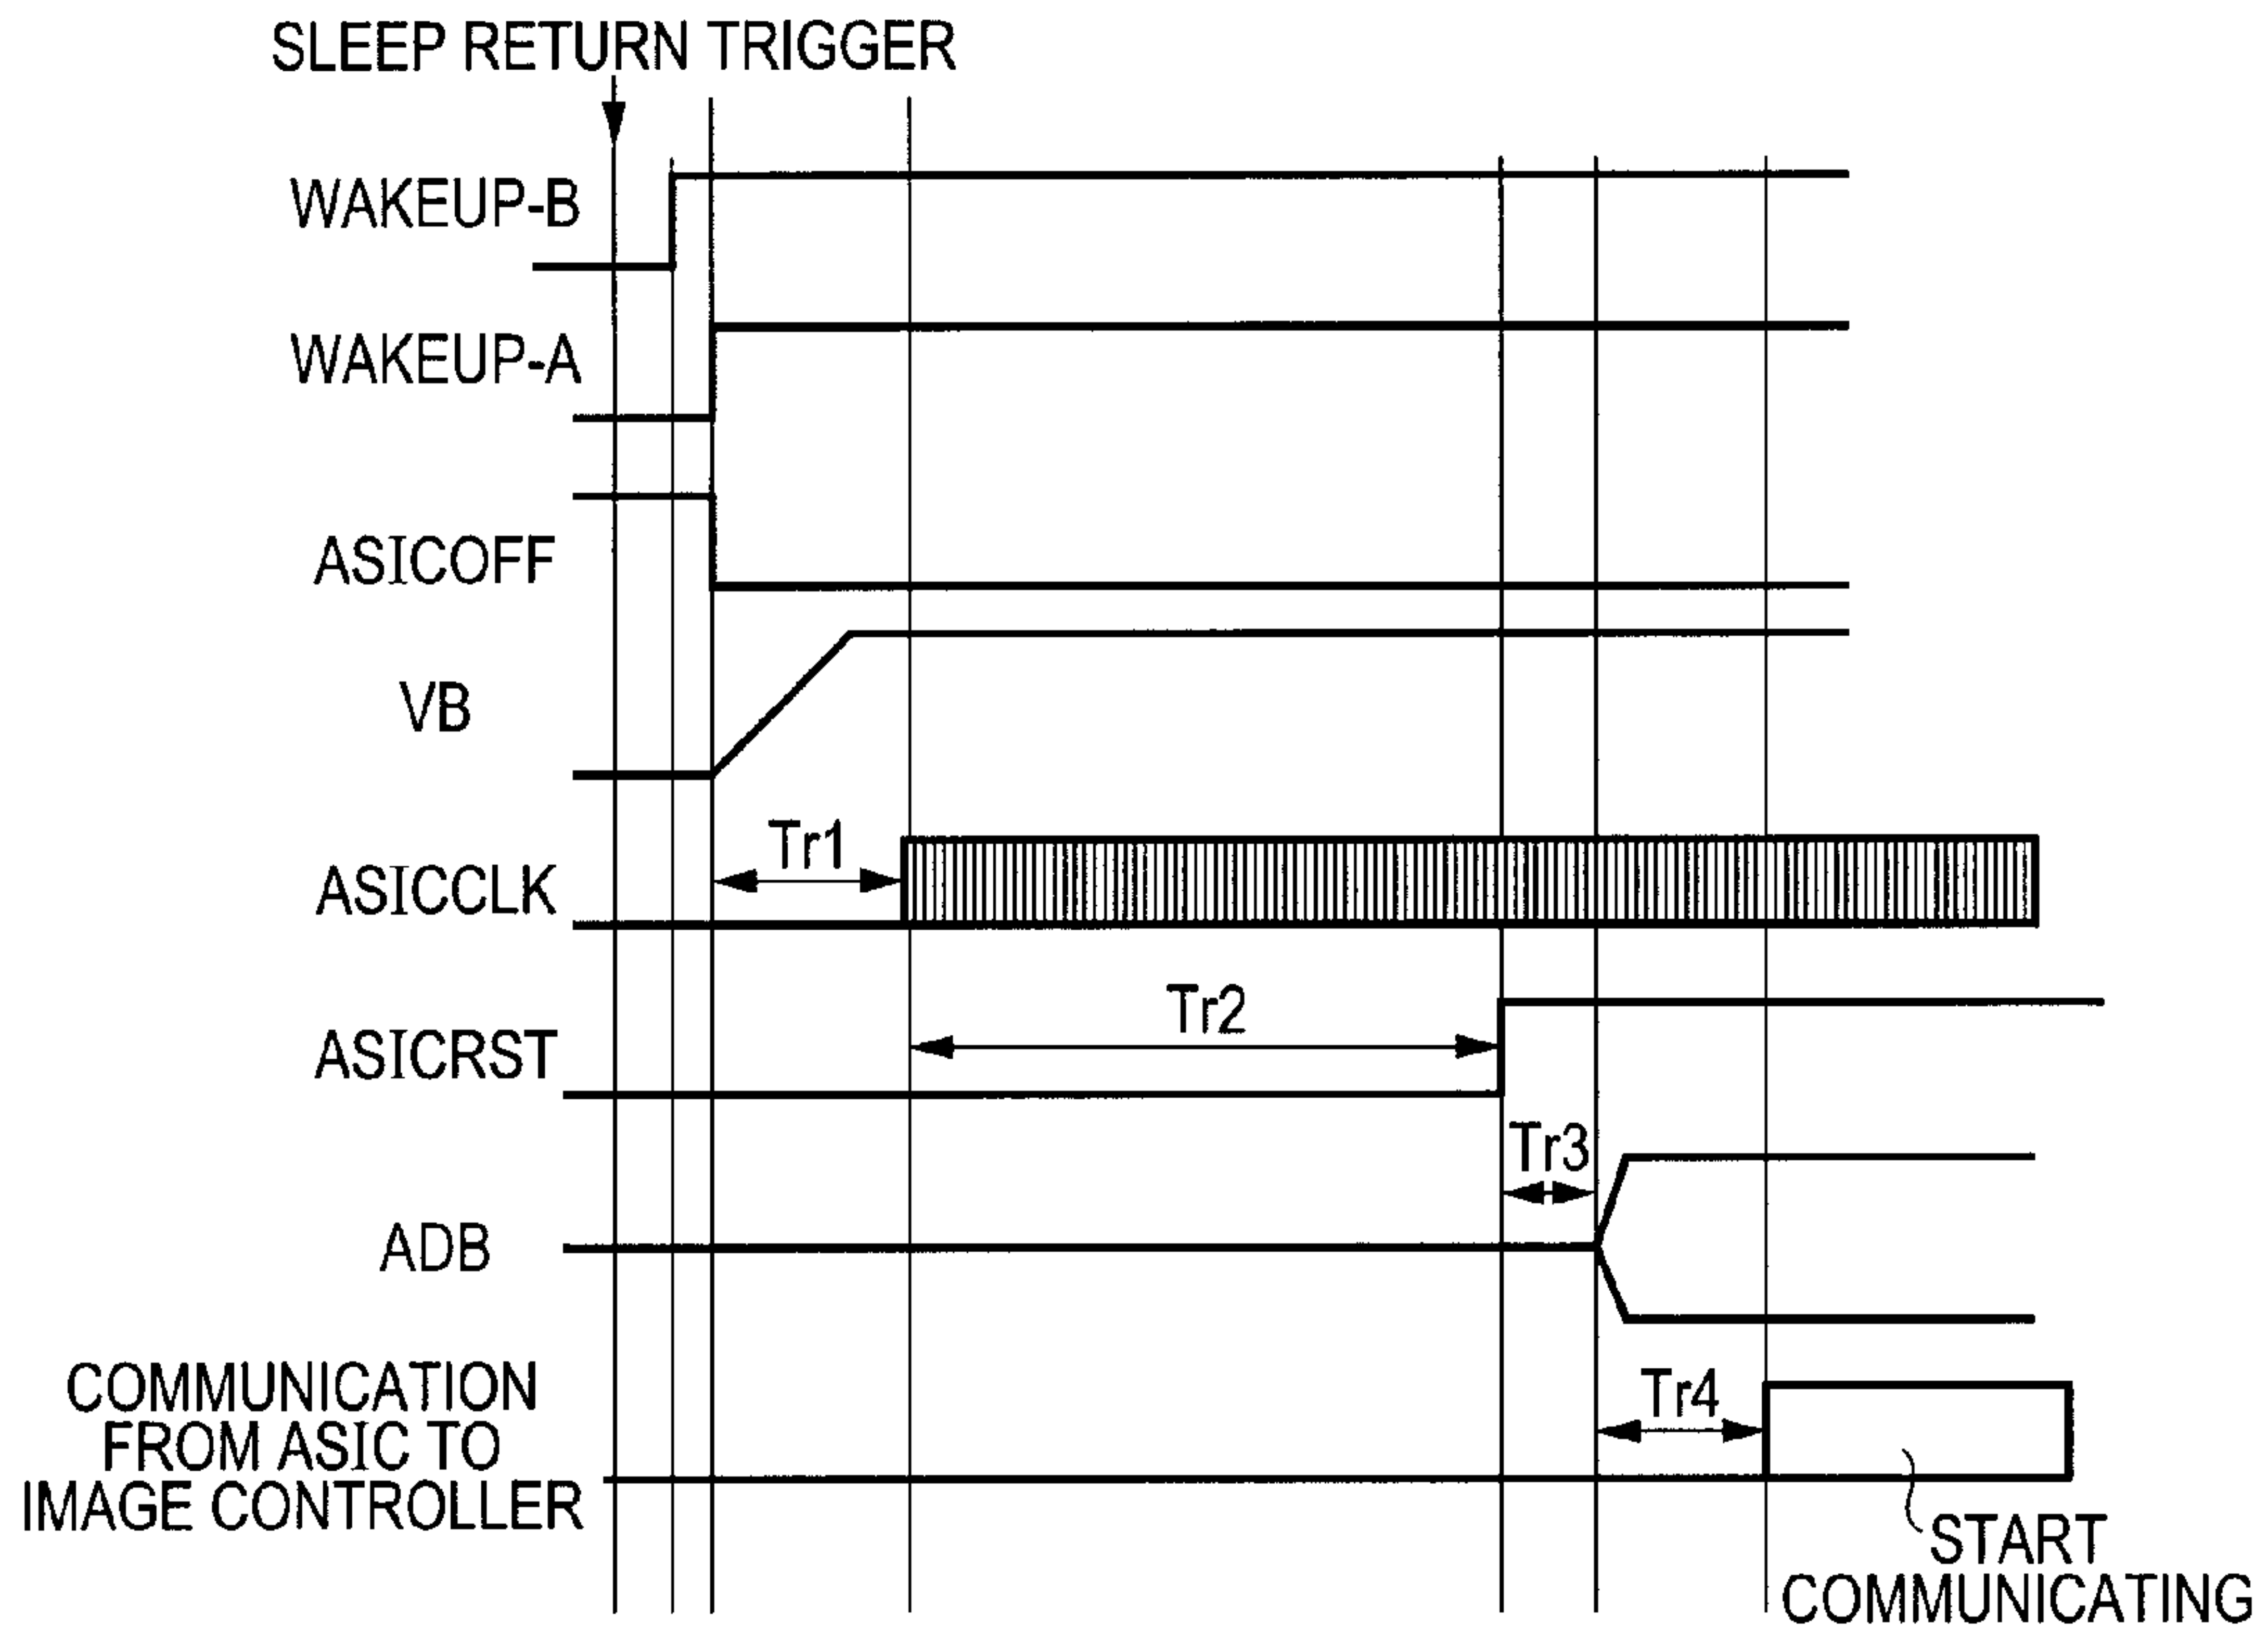 SLEEP RETURN TRIGGER
WAKEUP-B
WAKEUP-A
ASICOFF
VB
Tr1
ASICCLK
Tr2
ASICRST
Tr3
ADB
COMMUNICATION
FROM ASIC TO
IMAGE CONTROLLER
Tr4
START
COMMUNICATING